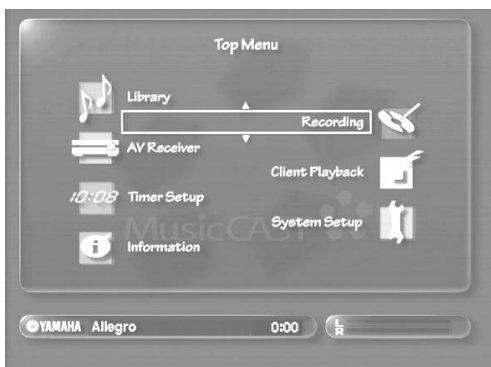 Top Menu
Library
Recording
AV Receiver
Client Playback
10:08 Timer Setup
System Setup
MusicCAST
i Information
YAMAHA Allegro 0:00 L
R